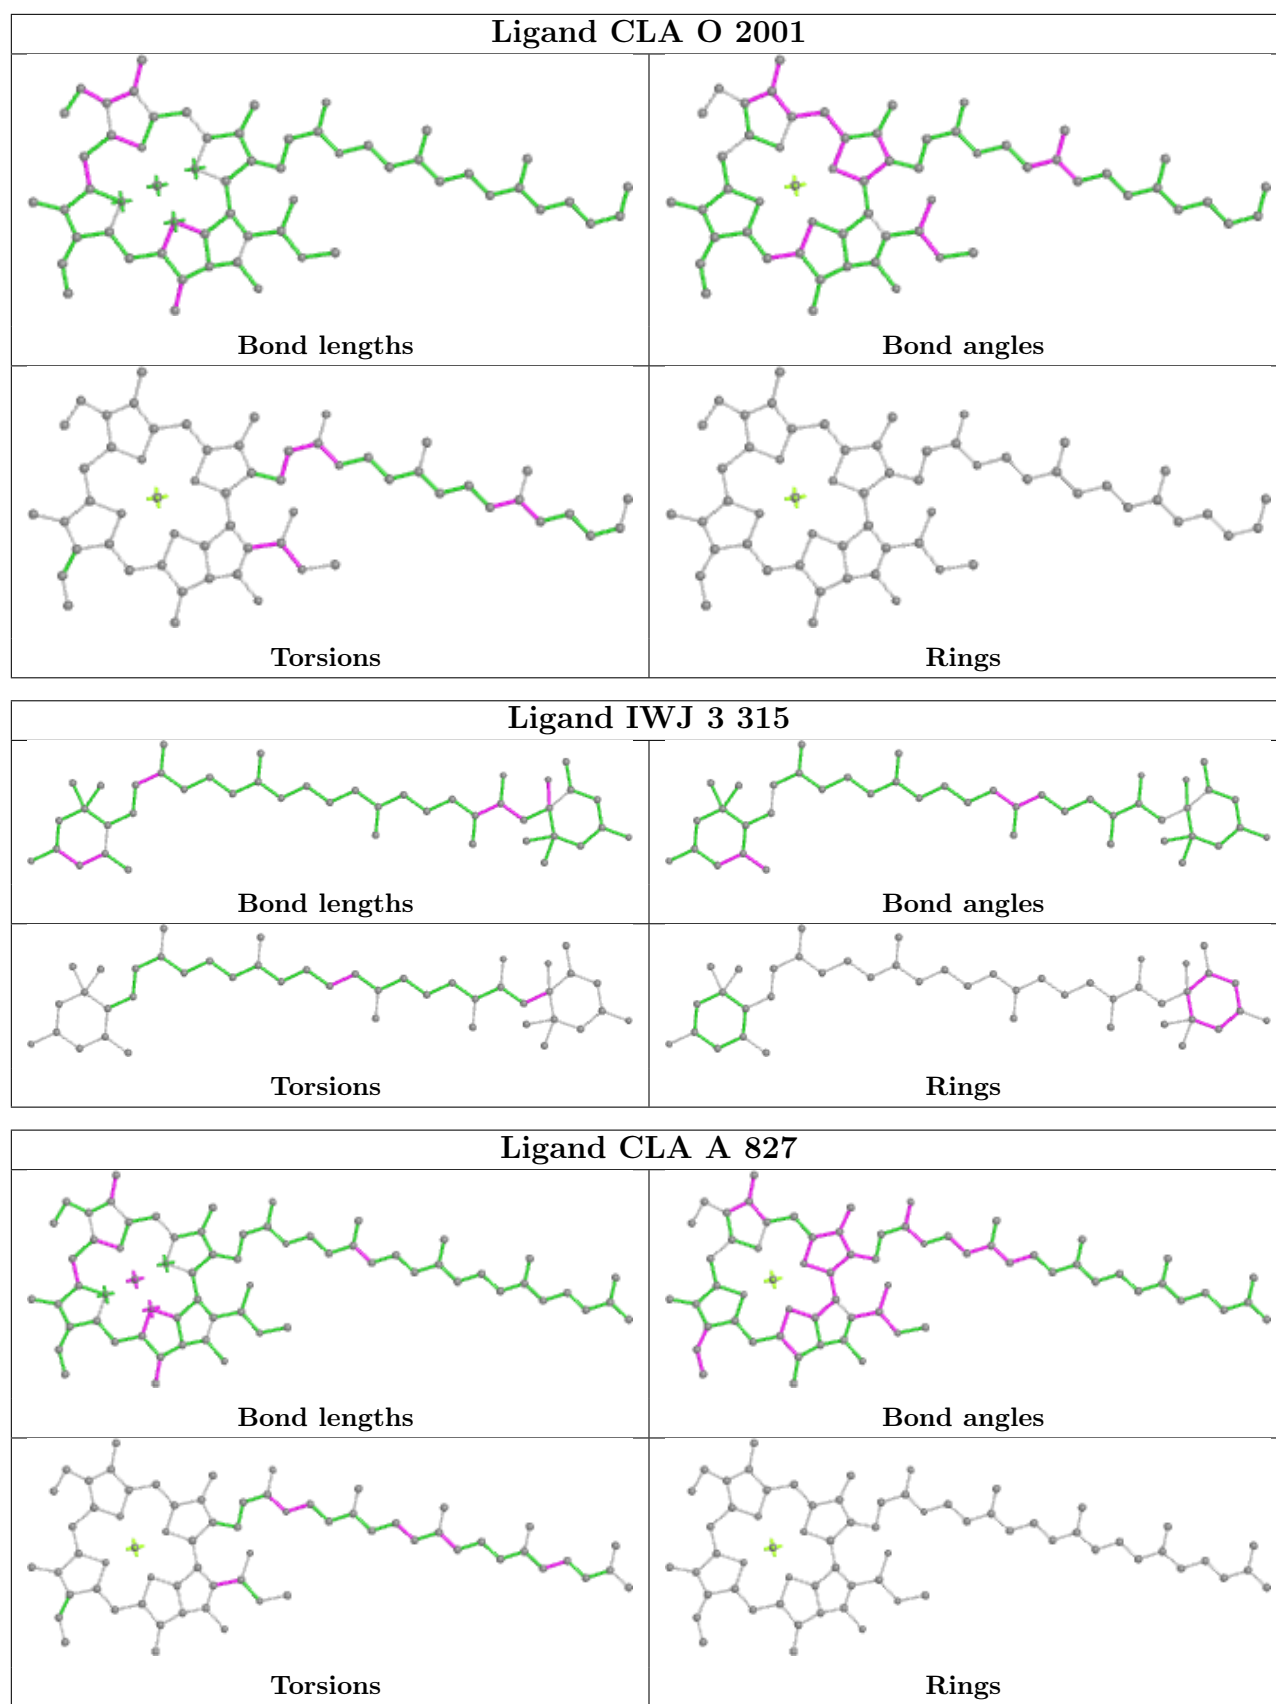 Ligand CLA O 2001
Bond lengths
Bond angles
Torsions
Rings
Ligand IWJ 3 315
Bond lengths
Bond angles
Torsions
Rings
Ligand CLA A 827
Bond lengths
Bond angles
Torsions
Rings